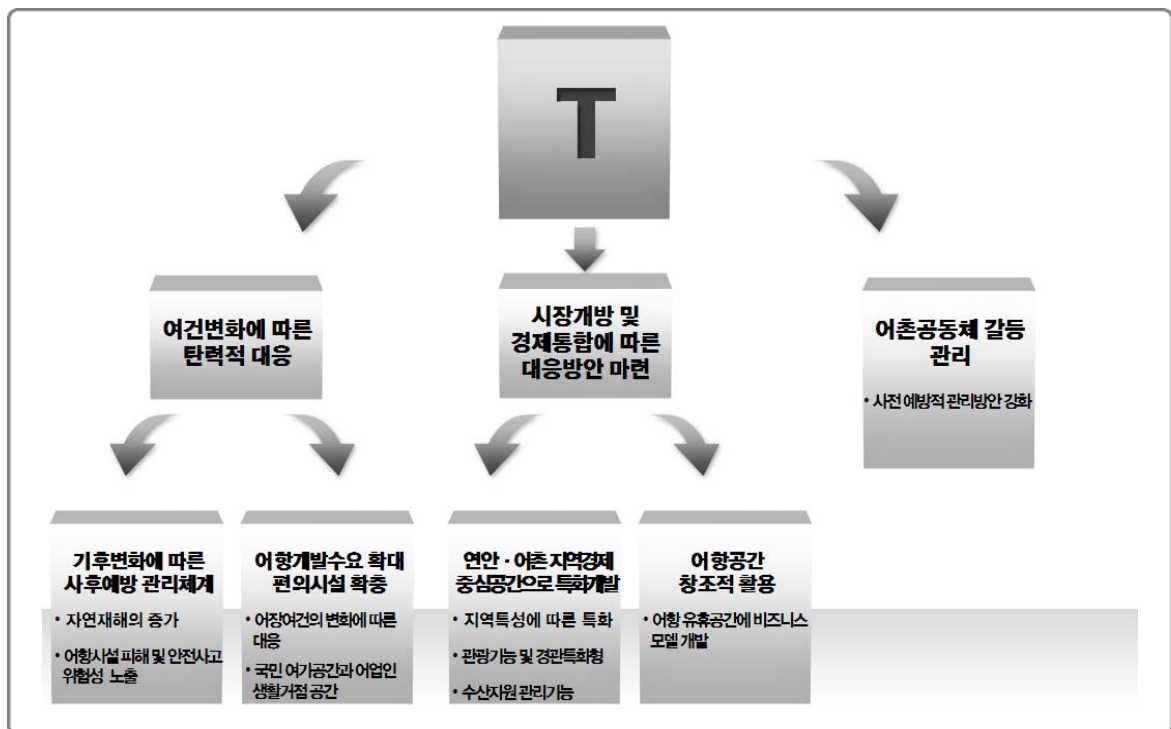 T
여건변화에 따른
탄력적 대응
시장개방 및
경제통합에 따른
대응방안 마련
어촌공동체 갈등
관리
• 사전 예방적 관리방안 강화
기후변화에 따른
사후예방 관리체계
• 자연재해의 증가
• 어항시설 피해 및 안전사고
위험성 노출
어항개발수요 확대
편의시설 확충
• 어장여건의 변화에 따른
대응
• 국민 여가공간과 어업인
생활거점 공간
연안·어촌 지역경제
중심공간으로 특화개발
• 지역특성에 따른 특화
• 관광기능 및 경관특화형
• 수산자원 관리기능
어항공간
창조적 활용
• 어항 유휴공간에 비즈니스
모델 개발